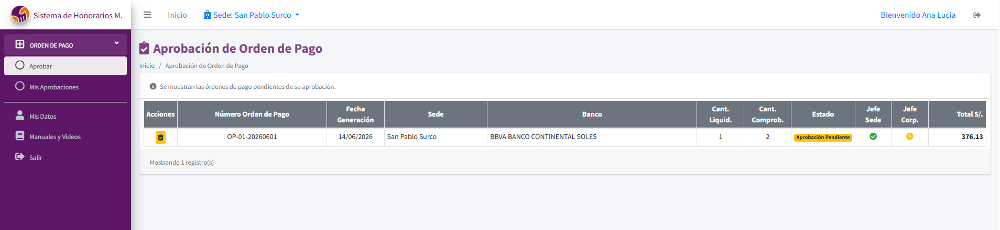 Sistema de Honorarios M.
Inicio
Sede: San Pablo Surco
Bienvenido Ana Lucia
ORDEN DE PAGO
Aprobar
Mis Aprobaciones
Mis Datos
Manuales y Videos
Salir
Aprobación de Orden de Pago
Inicio / Aprobación de Orden de Pago
Se muestran las órdenes de pago pendientes de su aprobación.
Acciones Número Orden de Pago Fecha Generación Sede Banco Cant. Liquid. Cant. Comprob. Estado Jefe Sede Jefe Corp. Total S/.
OP-01-20260601 14/06/2026 San Pablo Surco BBVA BANCO CONTINENTAL SOLES 1 2 Aprobación Pendiente 376.13
Mostrando 1 registro(s)